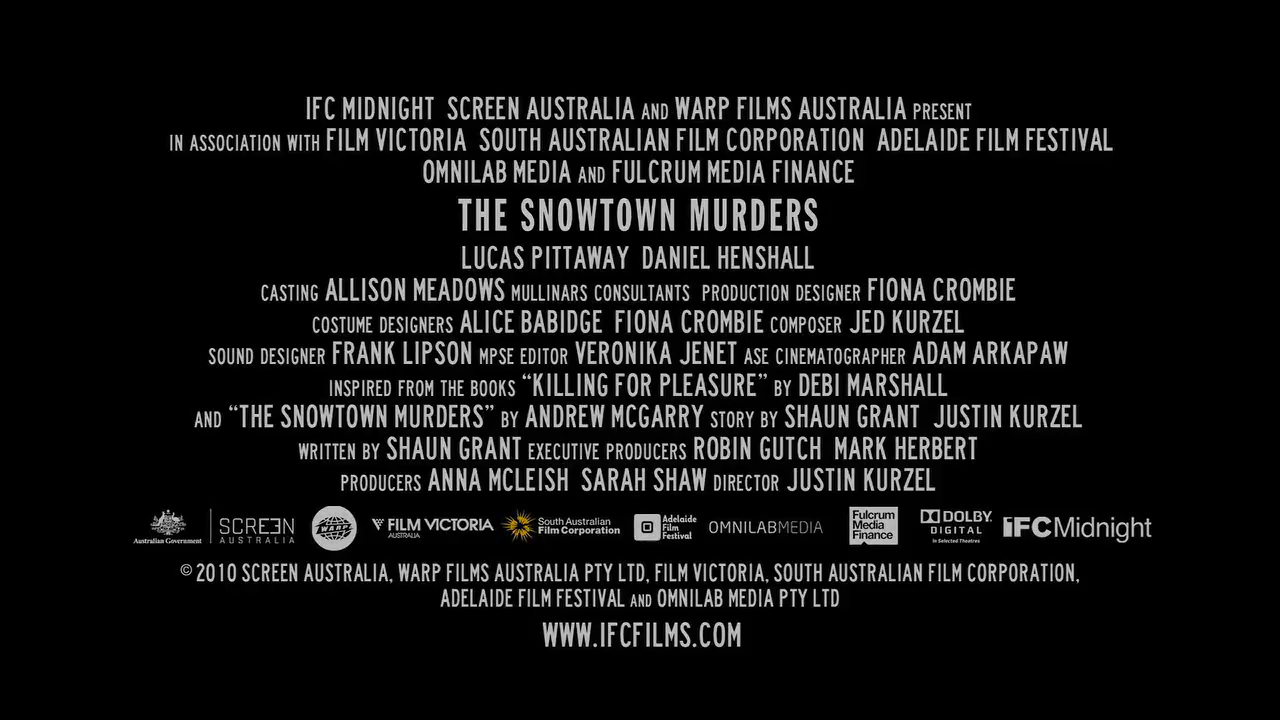 IFC MIDNIGHT SCREEN AUSTRALIA AND WARP FILMS AUSTRALIA PRESENT
IN ASSOCIATION WITH FILM VICTORIA SOUTH AUSTRALIAN FILM CORPORATION ADELAIDE FILM FESTIVAL
OMNILAB MEDIA AND FULCRUM MEDIA FINANCE
THE SNOWTOWN MURDERS
LUCAS PITTAWAY DANIEL HENSHALL
CASTING ALLISON MEADOWS MULLINARS CONSULTANTS PRODUCTION DESIGNER FIONA CROMBIE
COSTUME DESIGNERS ALICE BABIDGE FIONA CROMBIE COMPOSER JED KURZEL
SOUND DESIGNER FRANK LIPSON MPSE EDITOR VERONIKA JENET ASE CINEMATOGRAPHER ADAM ARKAPAW
INSPIRED FROM THE BOOKS “KILLING FOR PLEASURE” BY DEBI MARSHALL
AND “THE SNOWTOWN MURDERS” BY ANDREW MCGARRY STORY BY SHAUN GRANT JUSTIN KURZEL
WRITTEN BY SHAUN GRANT EXECUTIVE PRODUCERS ROBIN GUTCH MARK HERBERT
PRODUCERS ANNA MCLEISH SARAH SHAW DIRECTOR JUSTIN KURZEL
Australian Government
SCREEN
AUSTRALIA
WARP
FILM VICTORIA
AUSTRALIA
South Australian
Film Corporation
Adelaide
Film
Festival
OMNILABMEDIA
Fulcrum
Media
Finance
DOLBY.
DIGITAL
In Selected Theatres
IFC Midnight
© 2010 SCREEN AUSTRALIA, WARP FILMS AUSTRALIA PTY LTD, FILM VICTORIA, SOUTH AUSTRALIAN FILM CORPORATION,
ADELAIDE FILM FESTIVAL AND OMNILAB MEDIA PTY LTD
WWW.IFCFILMS.COM